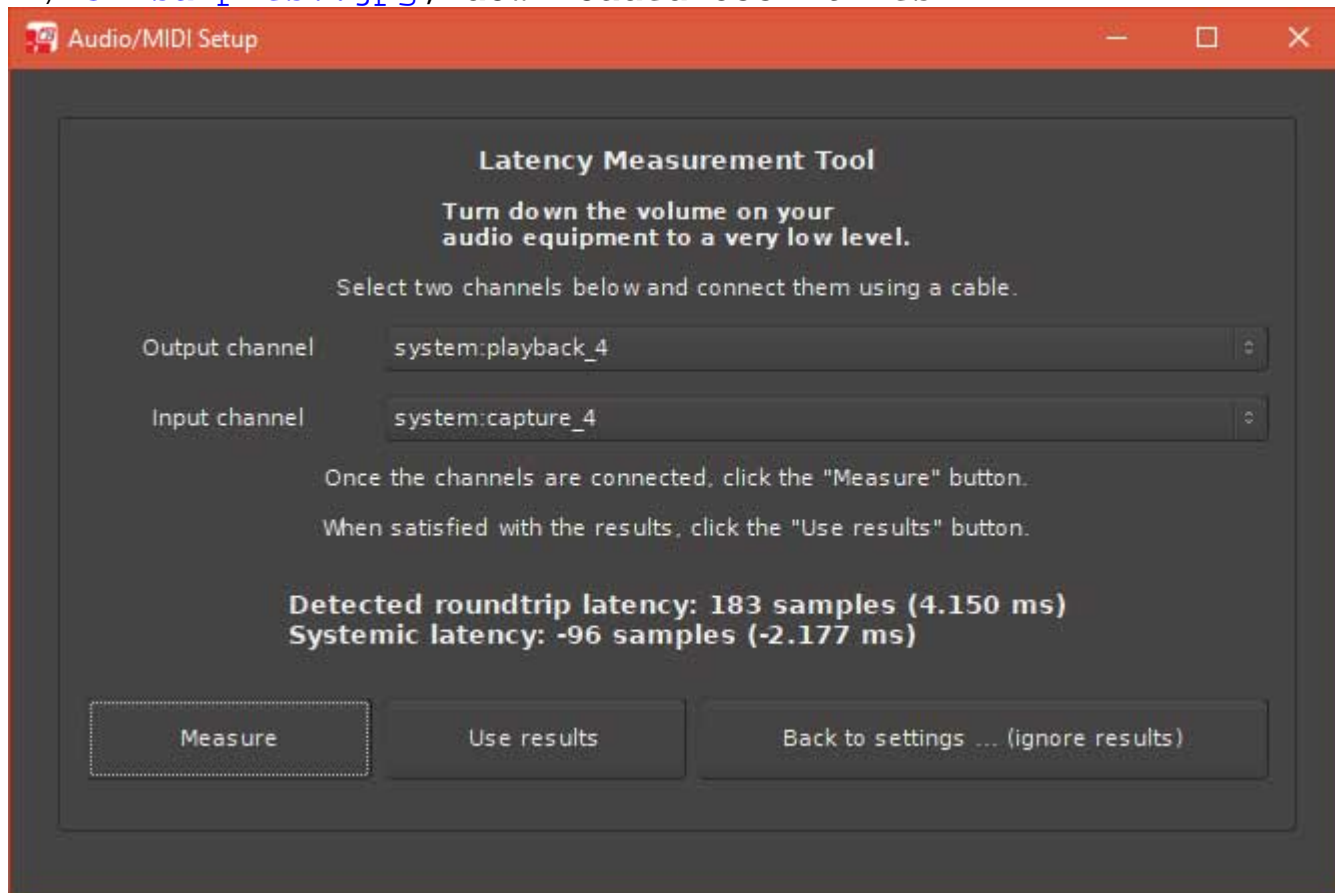 Audio/MIDI Setup
Latency Measurement Tool
Turn down the volume on your
audio equipment to a very low level.
Select two channels below and connect them using a cable.
Output channel system:playback_4
Input channel system:capture_4
Once the channels are connected, click the "Measure" button.
When satisfied with the results, click the "Use results" button.
Detected roundtrip latency: 183 samples (4.150 ms)
Systemic latency: -96 samples (-2.177 ms)
Measure Use results Back to settings ... (ignore results)